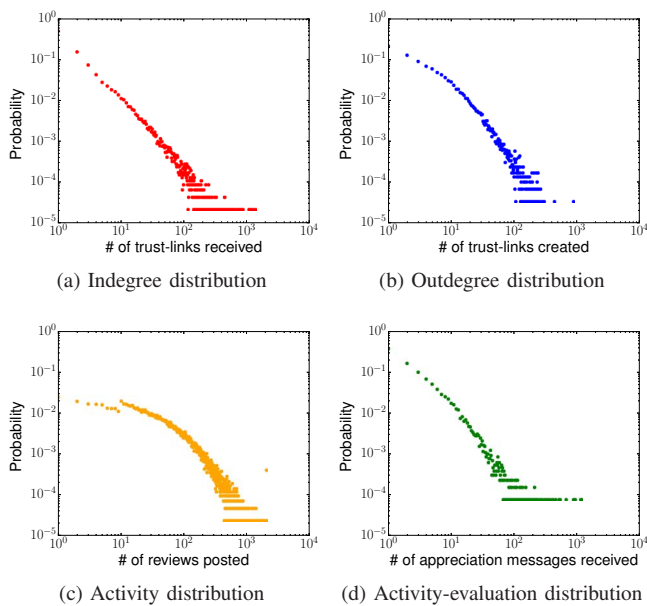 10^0
10^-1
10^-2
10^-3
10^-4
10^-5
Probability
10^0 10^1 10^2 10^3 10^4
# of trust-links received
(a) Indegree distribution
10^0
10^-1
10^-2
10^-3
10^-4
10^-5
Probability
10^0 10^1 10^2 10^3 10^4
# of trust-links created
(b) Outdegree distribution
10^0
10^-1
10^-2
10^-3
10^-4
10^-5
Probability
10^0 10^1 10^2 10^3 10^4
# of reviews posted
(c) Activity distribution
10^0
10^-1
10^-2
10^-3
10^-4
10^-5
Probability
10^0 10^1 10^2 10^3 10^4
# of appreciation messages received
(d) Activity-evaluation distribution